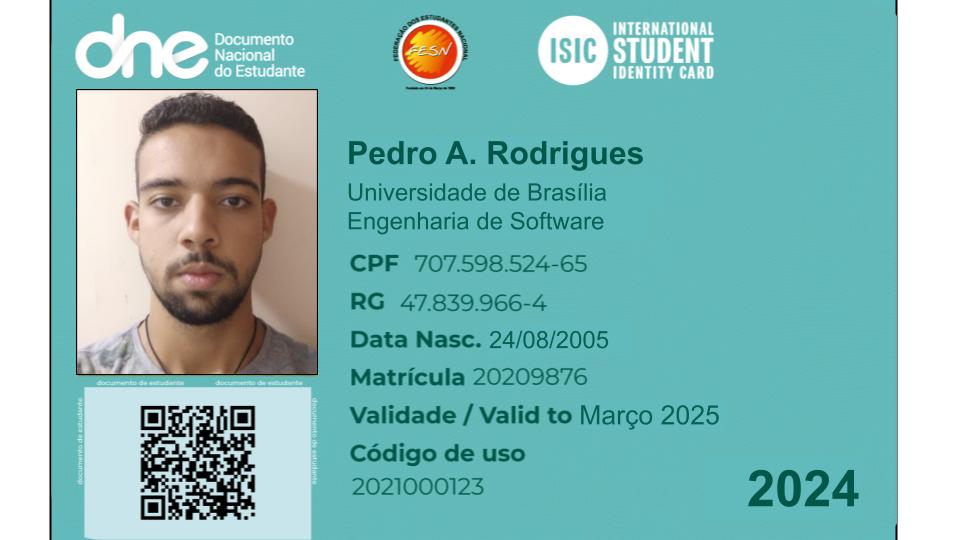 dne Documento
Nacional
do Estudante
FEDERAÇÃO DOS ESTUDANTES NACIONAL
FESN
ISIC INTERNATIONAL
STUDENT
IDENTITY CARD
Pedro A. Rodrigues
Universidade de Brasília
Engenharia de Software
CPF 707.598.524-65
RG 47.839.966-4
Data Nasc. 24/08/2005
Matrícula 20209876
Validade / Valid to Março 2025
Código de uso
2021000123
2024
documento de estudante documento de estudante
documento de estudante
documento de estudante